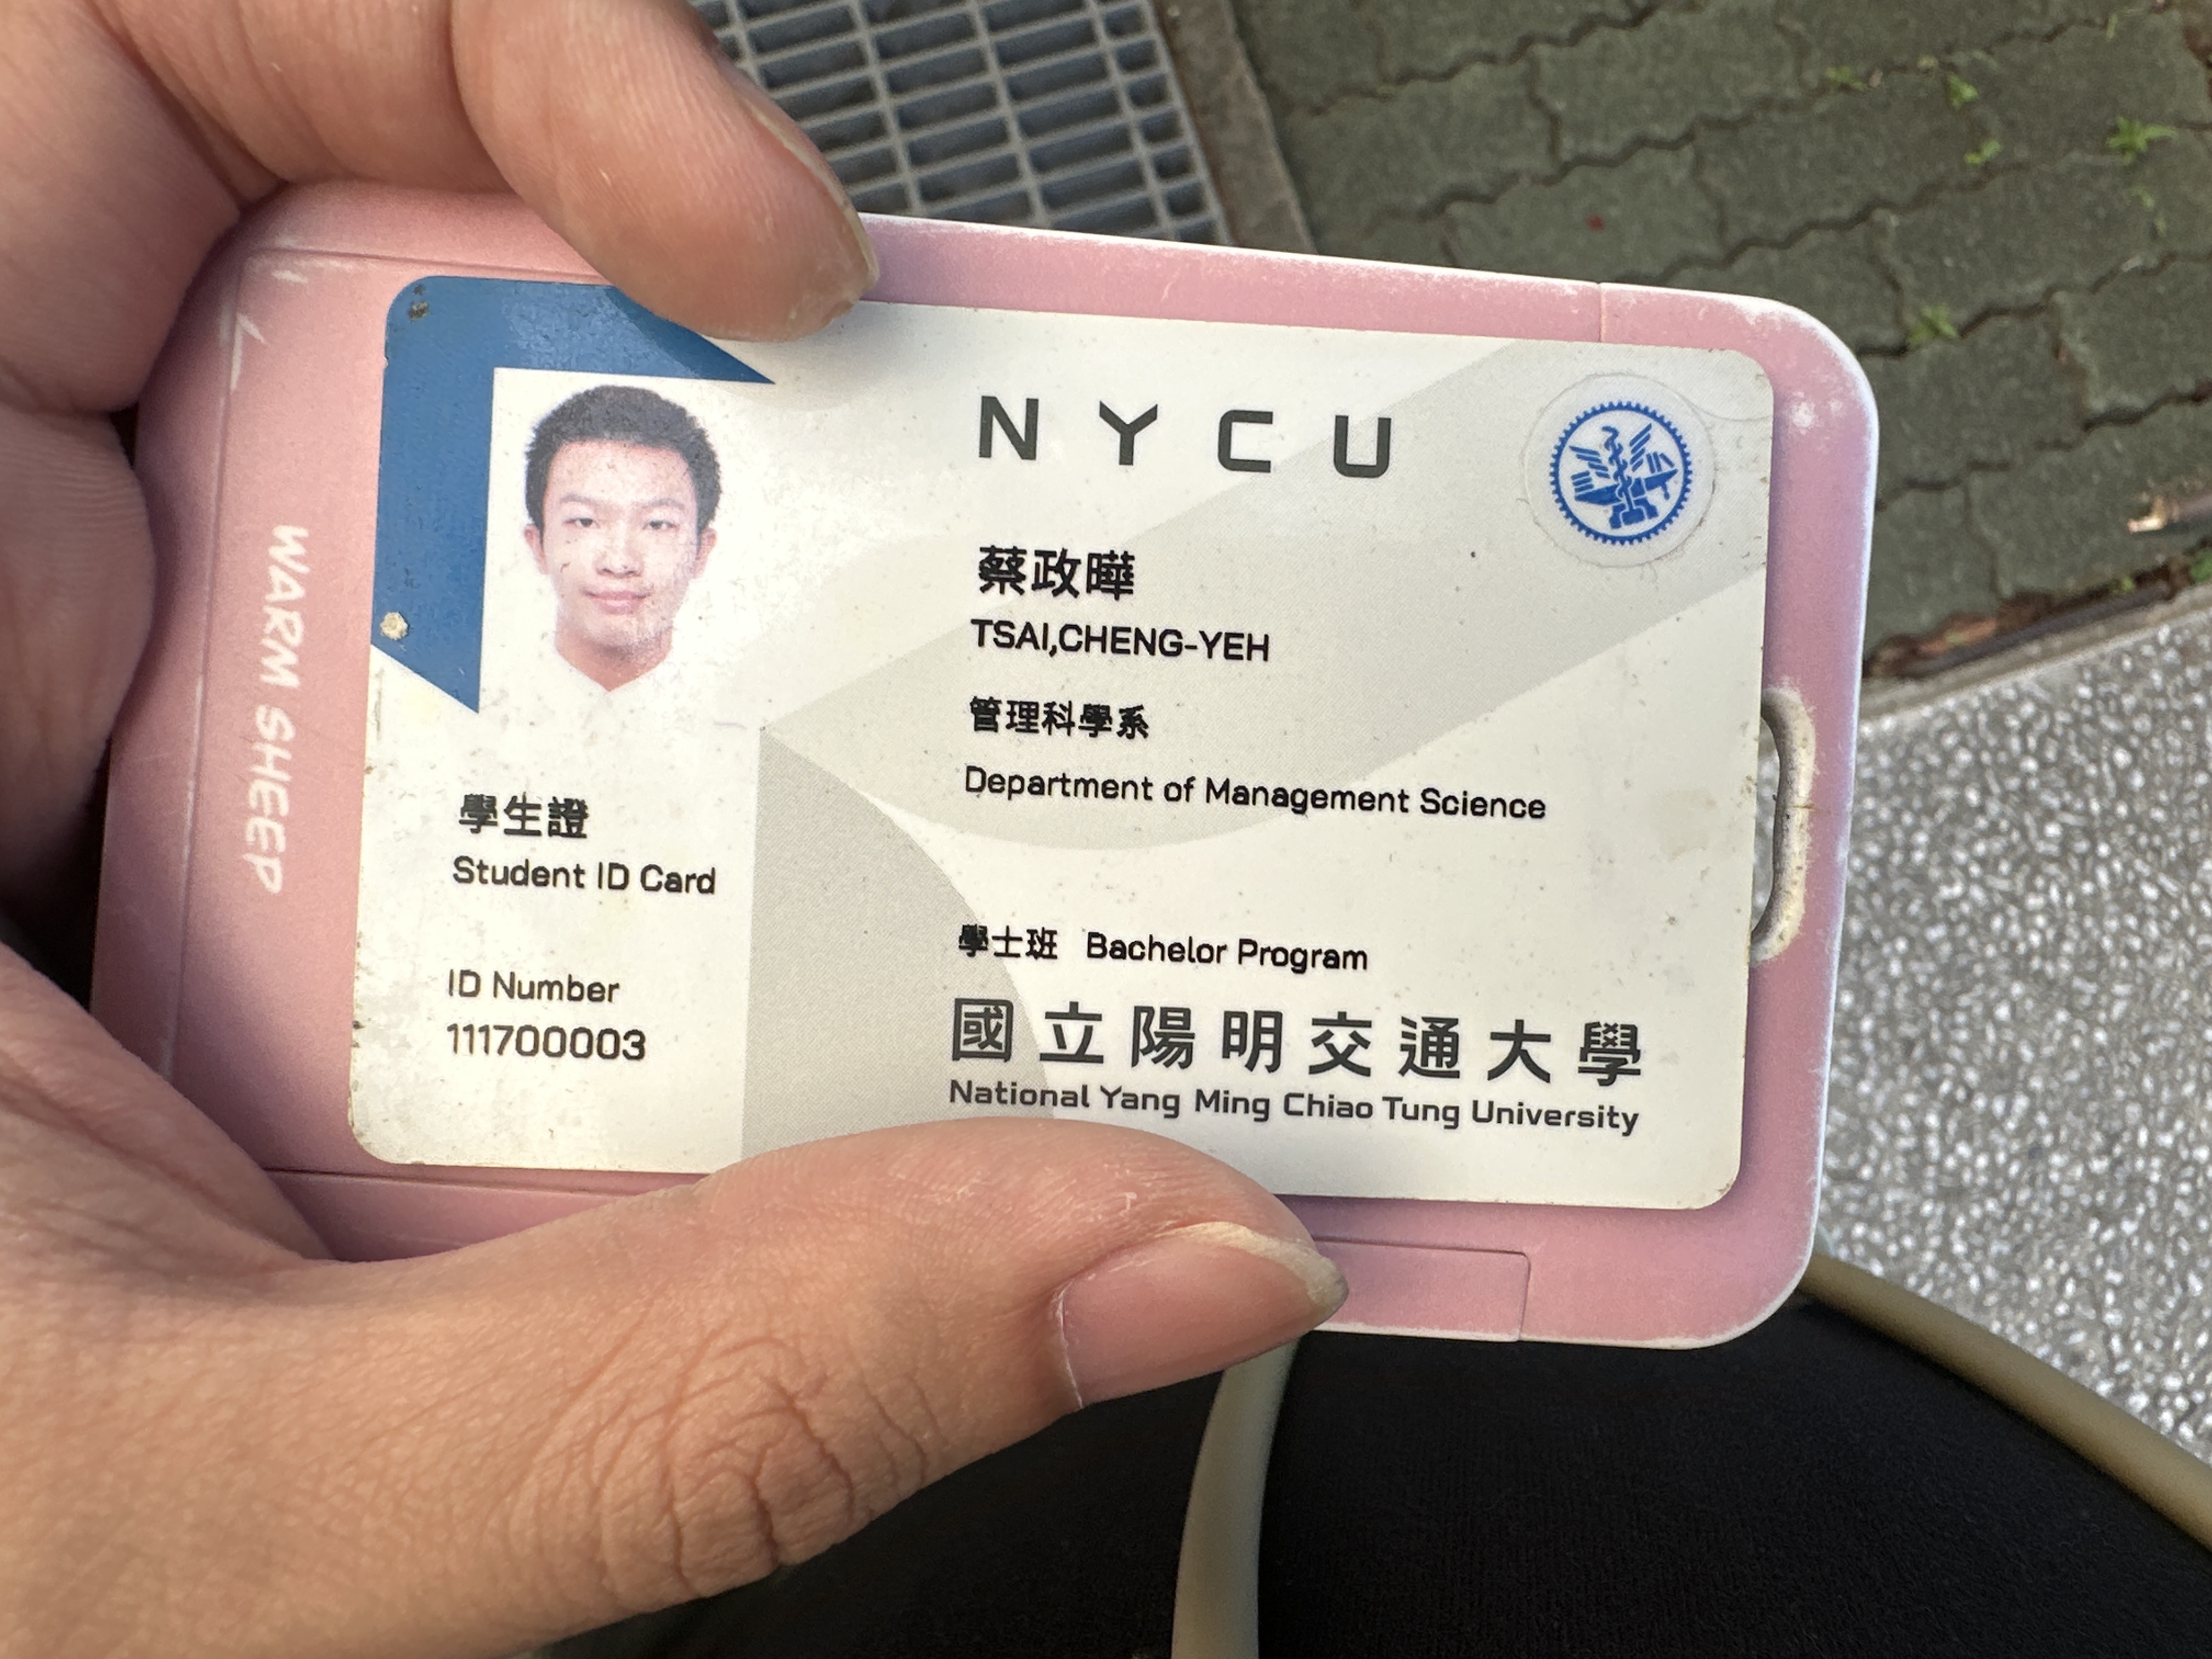 WARM SHEEP
NYCU
蔡政曄
TSAI,CHENG-YEH
管理科學系
Department of Management Science
學士班 Bachelor Program
國立陽明交通大學
National Yang Ming Chiao Tung University
學生證
Student ID Card
ID Number
111700003